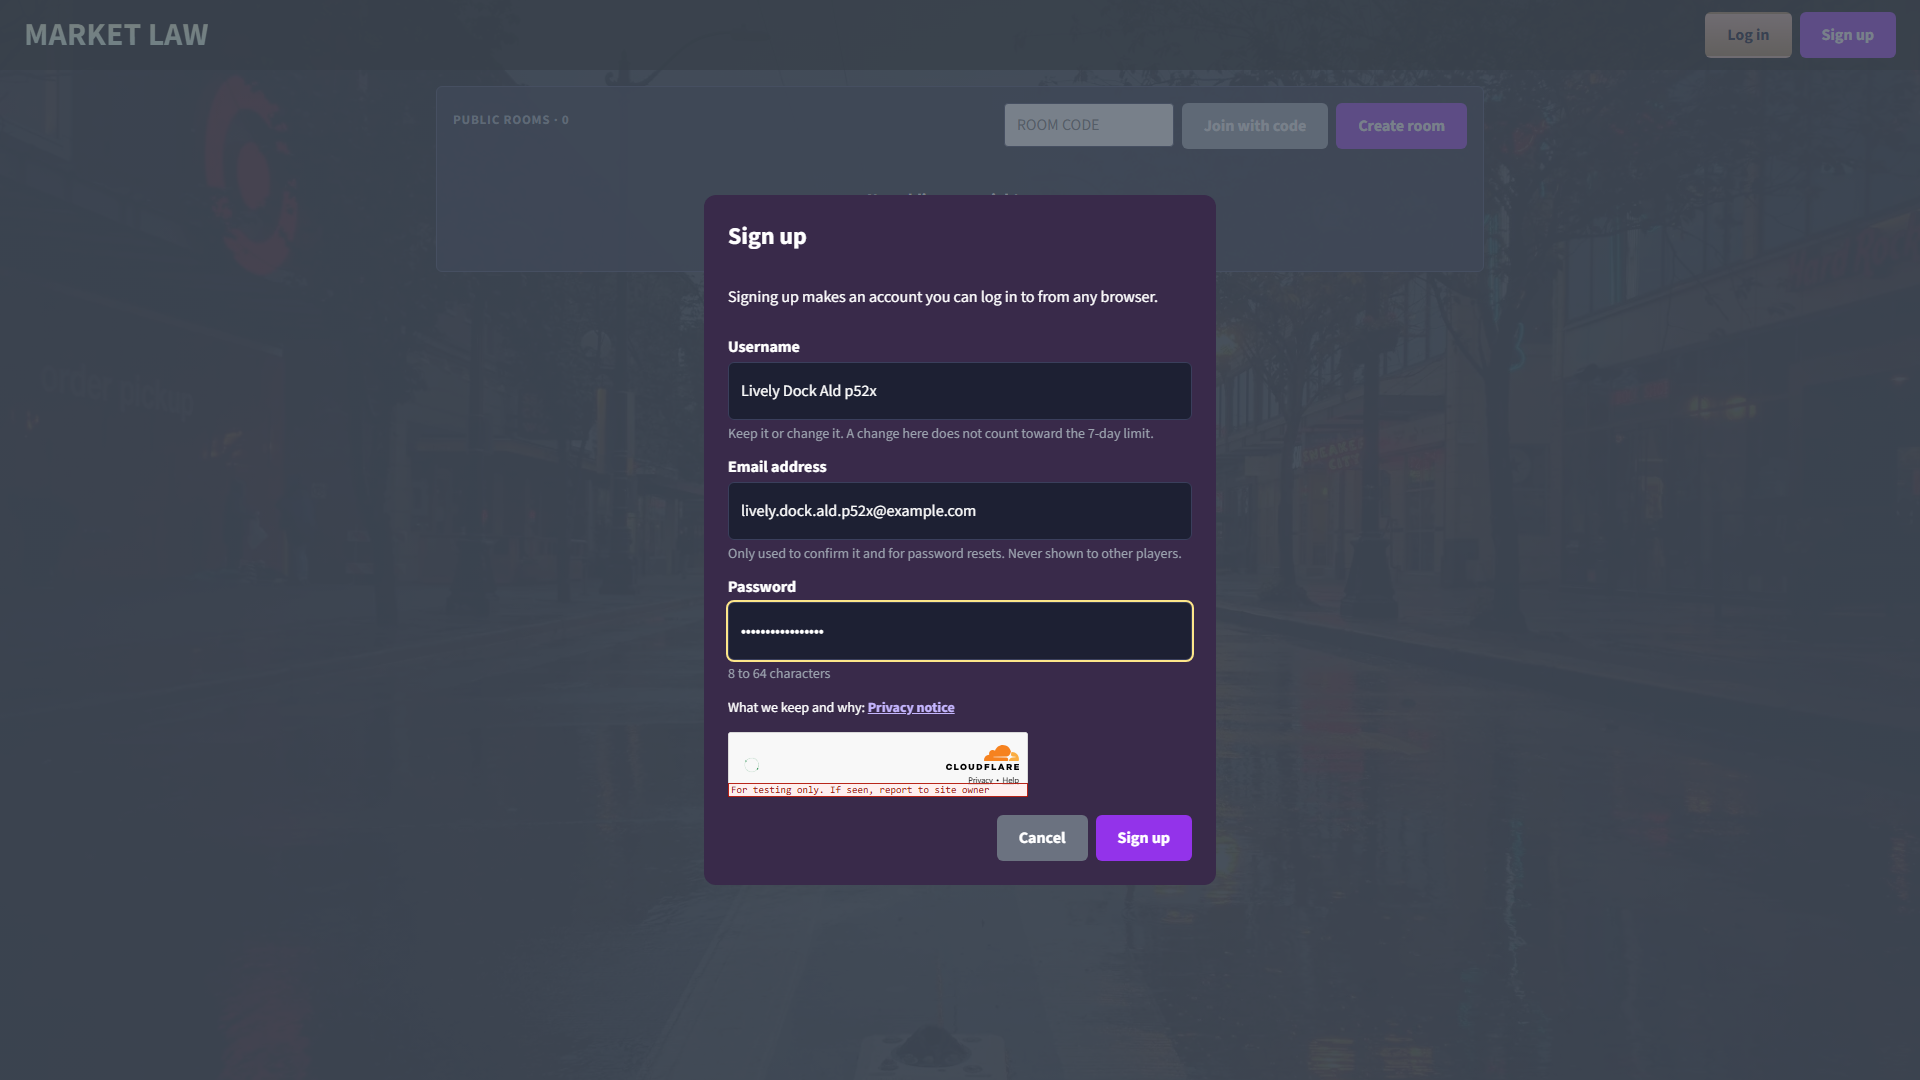 MARKET LAW
Log in
Sign up
PUBLIC ROOMS · 0
ROOM CODE
Join with code
Create room
Sign up
Signing up makes an account you can log in to from any browser.
Username
Lively Dock Ald p52x
Keep it or change it. A change here does not count toward the 7-day limit.
Email address
lively.dock.ald.p52x@example.com
Only used to confirm it and for password resets. Never shown to other players.
Password
•••••••••••••••••
8 to 64 characters
What we keep and why: Privacy notice
CLOUDFLARE
Privacy • Help
For testing only. If seen, report to site owner
Cancel
Sign up
order pickup
SNEAKER
CITY